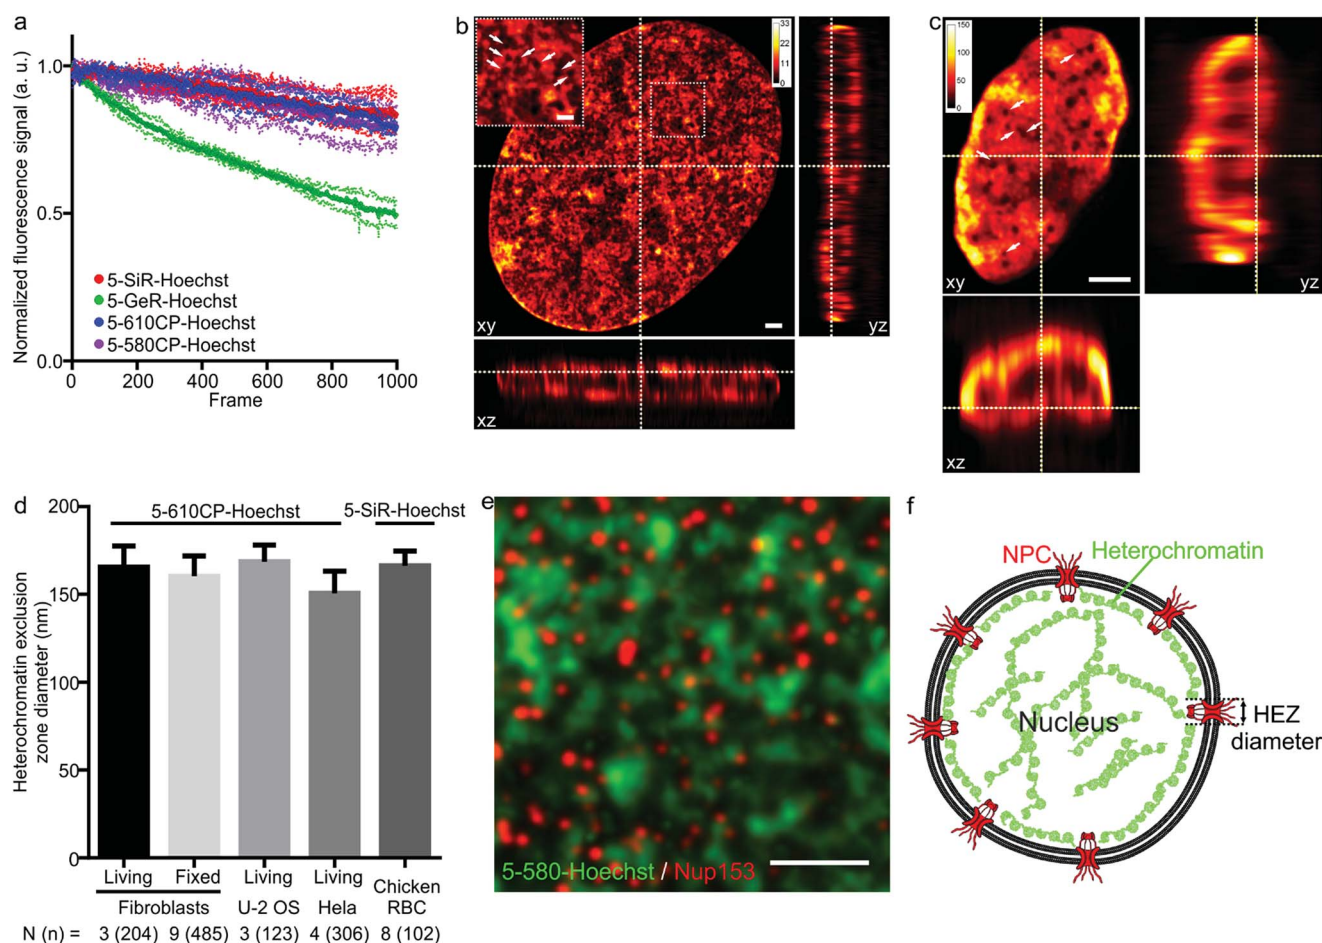 a
Normalized fluorescence signal (a. u.)
1.0
0.5
0.0
0 200 400 600 800 1000
Frame
5-SiR-Hoechst
5-GeR-Hoechst
5-610CP-Hoechst
5-580CP-Hoechst
b
33
22
11
0
xy
yz
xz
c
150
100
50
0
xy
yz
xz
d
Heterochromatin exclusion
zone diameter (nm)
200
150
100
50
0
5-610CP-Hoechst
5-SiR-Hoechst
Living Fixed Living Living Chicken
Fibroblasts U-2 OS Hela RBC
N (n) = 3 (204) 9 (485) 3 (123) 4 (306) 8 (102)
e
5-580-Hoechst / Nup153
f
NPC
Heterochromatin
Nucleus
HEZ
diameter